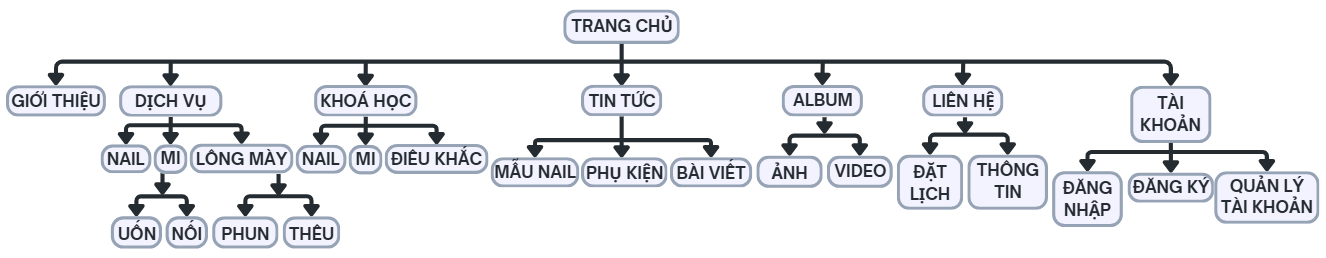 TRANG CHỦ
GIỚI THIỆU
DỊCH VỤ
KHOÁ HỌC
TIN TỨC
ALBUM
LIÊN HỆ
TÀI
KHOẢN
NAIL
MI
LÔNG MÀY
NAIL
MI
ĐIÊU KHẮC
MẪU NAIL
PHỤ KIỆN
BÀI VIẾT
ẢNH
VIDEO
ĐẶT
LỊCH
THÔNG
TIN
ĐĂNG
NHẬP
ĐĂNG KÝ
QUẢN LÝ
TÀI KHOẢN
UỐN
NỐI
PHUN
THÊU